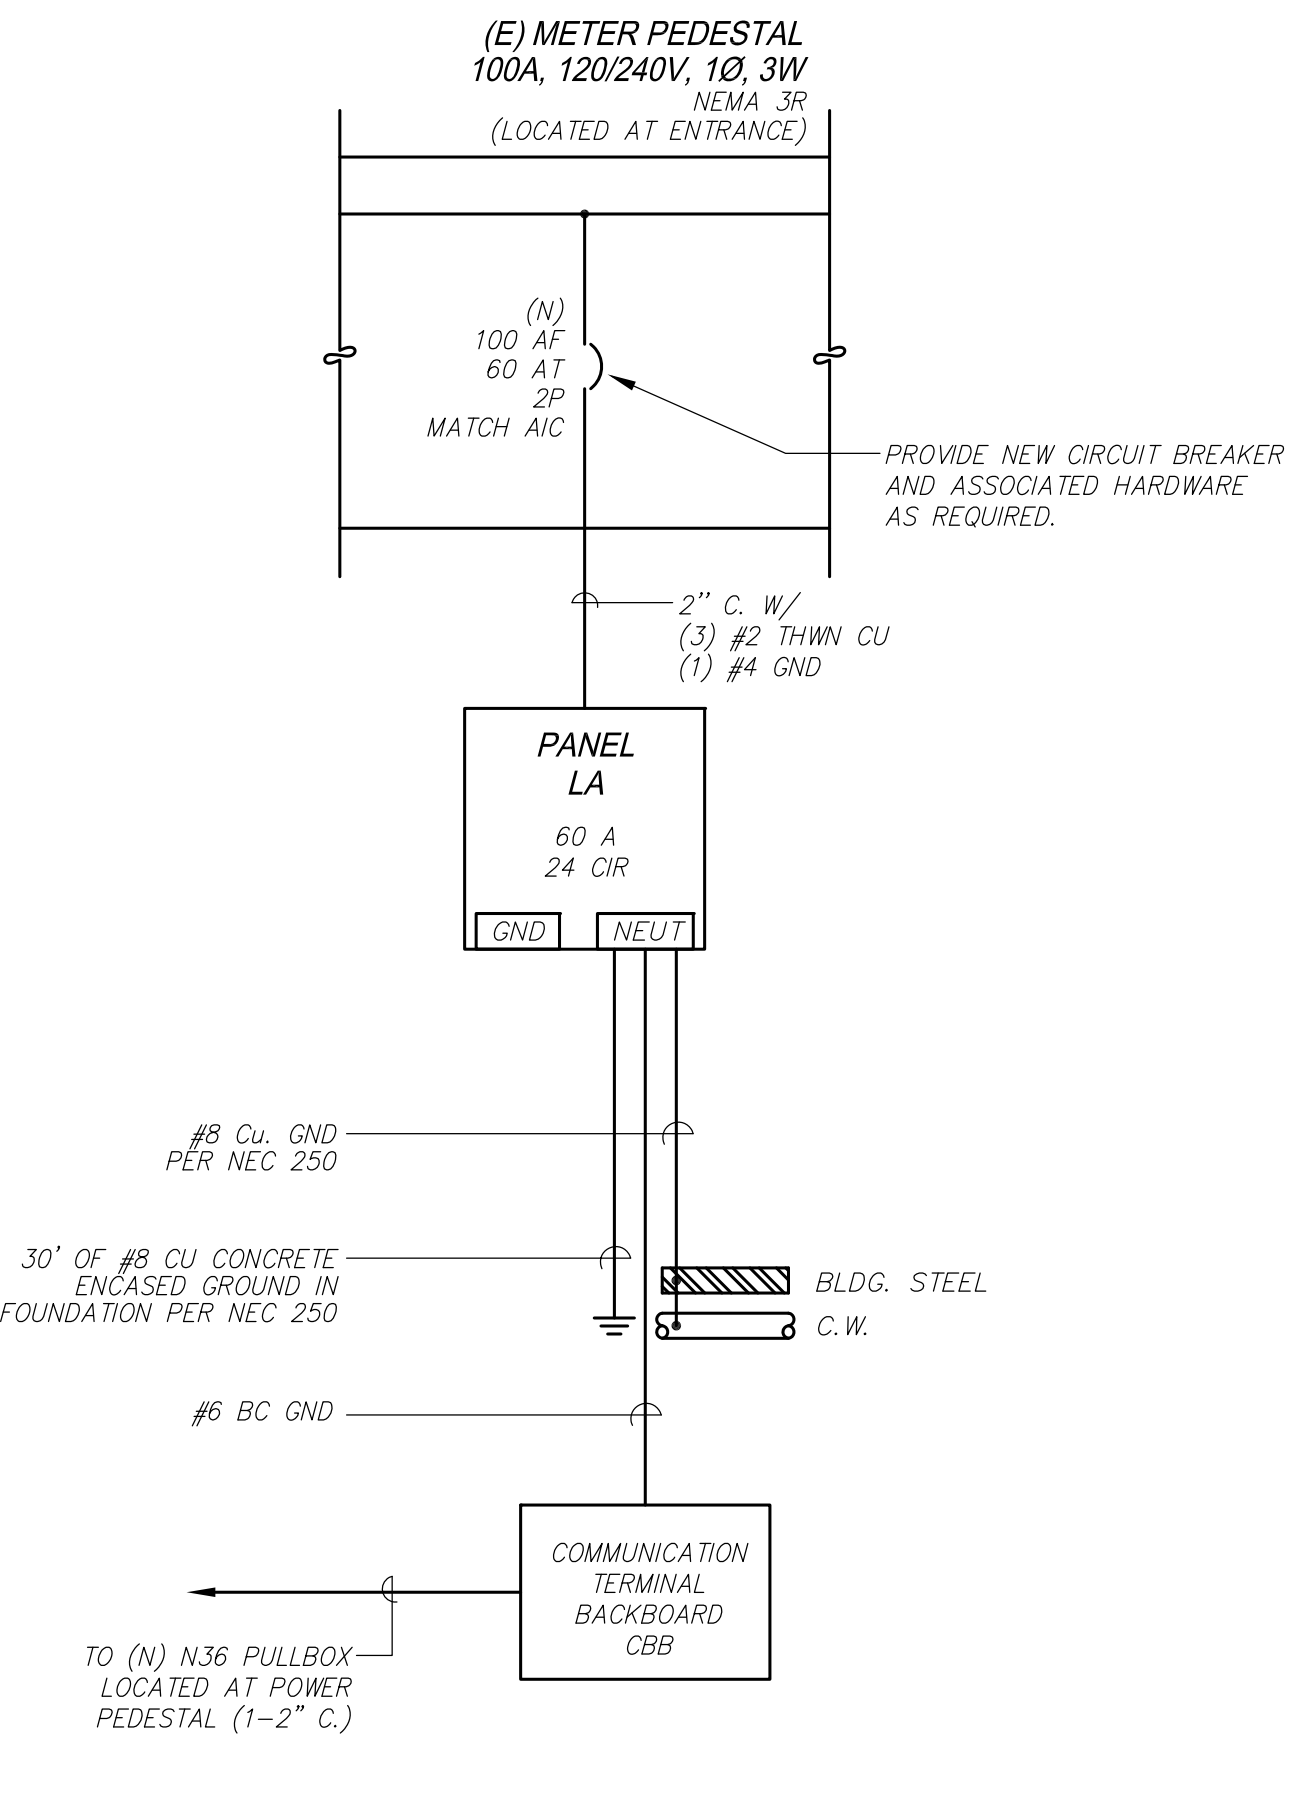 (E) METER PEDESTAL
100A, 120/240V, 1Ø, 3W
NEMA 3R
(LOCATED AT ENTRANCE)
(N)
100 AF
60 AT
2P
MATCH AIC
PROVIDE NEW CIRCUIT BREAKER
AND ASSOCIATED HARDWARE
AS REQUIRED.
2" C. W/
(3) #2 THWN CU
(1) #4 GND
PANEL
LA
60 A
24 CIR
GND
NEUT
#8 Cu. GND
PER NEC 250
30' OF #8 CU CONCRETE
ENCASED GROUND IN
FOUNDATION PER NEC 250
BLDG. STEEL
C.W.
#6 BC GND
COMMUNICATION
TERMINAL
BACKBOARD
CBB
TO (N) N36 PULLBOX
LOCATED AT POWER
PEDESTAL (1-2" C.)